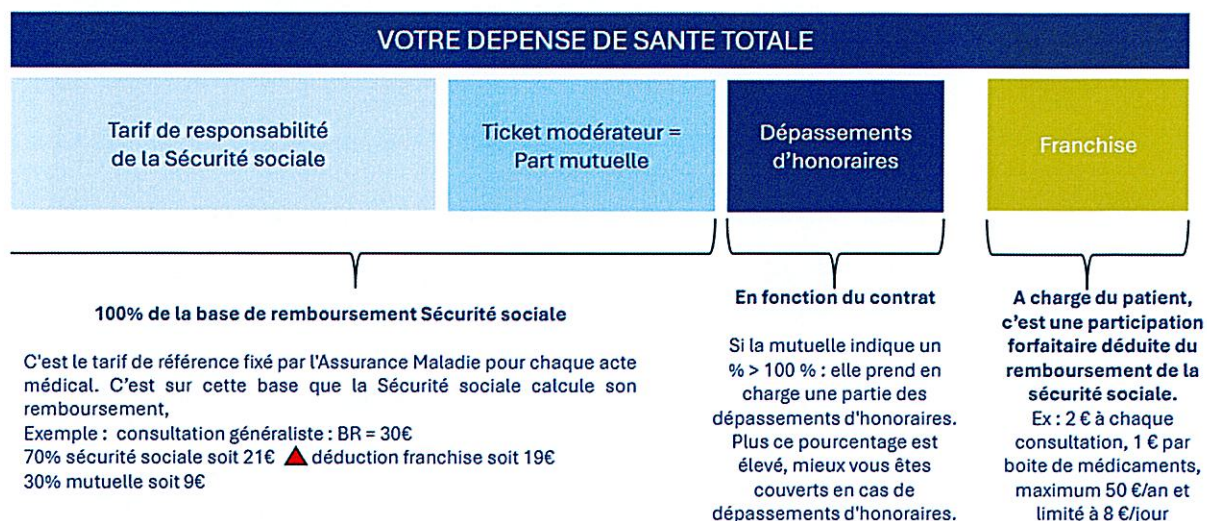 VOTRE DEPENSE DE SANTE TOTALE
Tarif de responsabilité
de la Sécurité sociale
Ticket modérateur =
Part mutuelle
Dépassements
d'honoraires
Franchise
100% de la base de remboursement Sécurité sociale
C'est le tarif de référence fixé par l'Assurance Maladie pour chaque acte
médical. C'est sur cette base que la Sécurité sociale calcule son
remboursement,
Exemple : consultation généraliste : BR = 30€
70% sécurité sociale soit 21€ déduction franchise soit 19€
30% mutuelle soit 9€
En fonction du contrat
Si la mutuelle indique un
% > 100 % : elle prend en
charge une partie des
dépassements d'honoraires.
Plus ce pourcentage est
élevé, mieux vous êtes
couverts en cas de
dépassements d'honoraires.
A charge du patient,
c'est une participation
forfaitaire déduite du
remboursement de la
sécurité sociale.
Ex : 2 € à chaque
consultation, 1 € par
boite de médicaments,
maximum 50 €/an et
limité à 8 €/jour